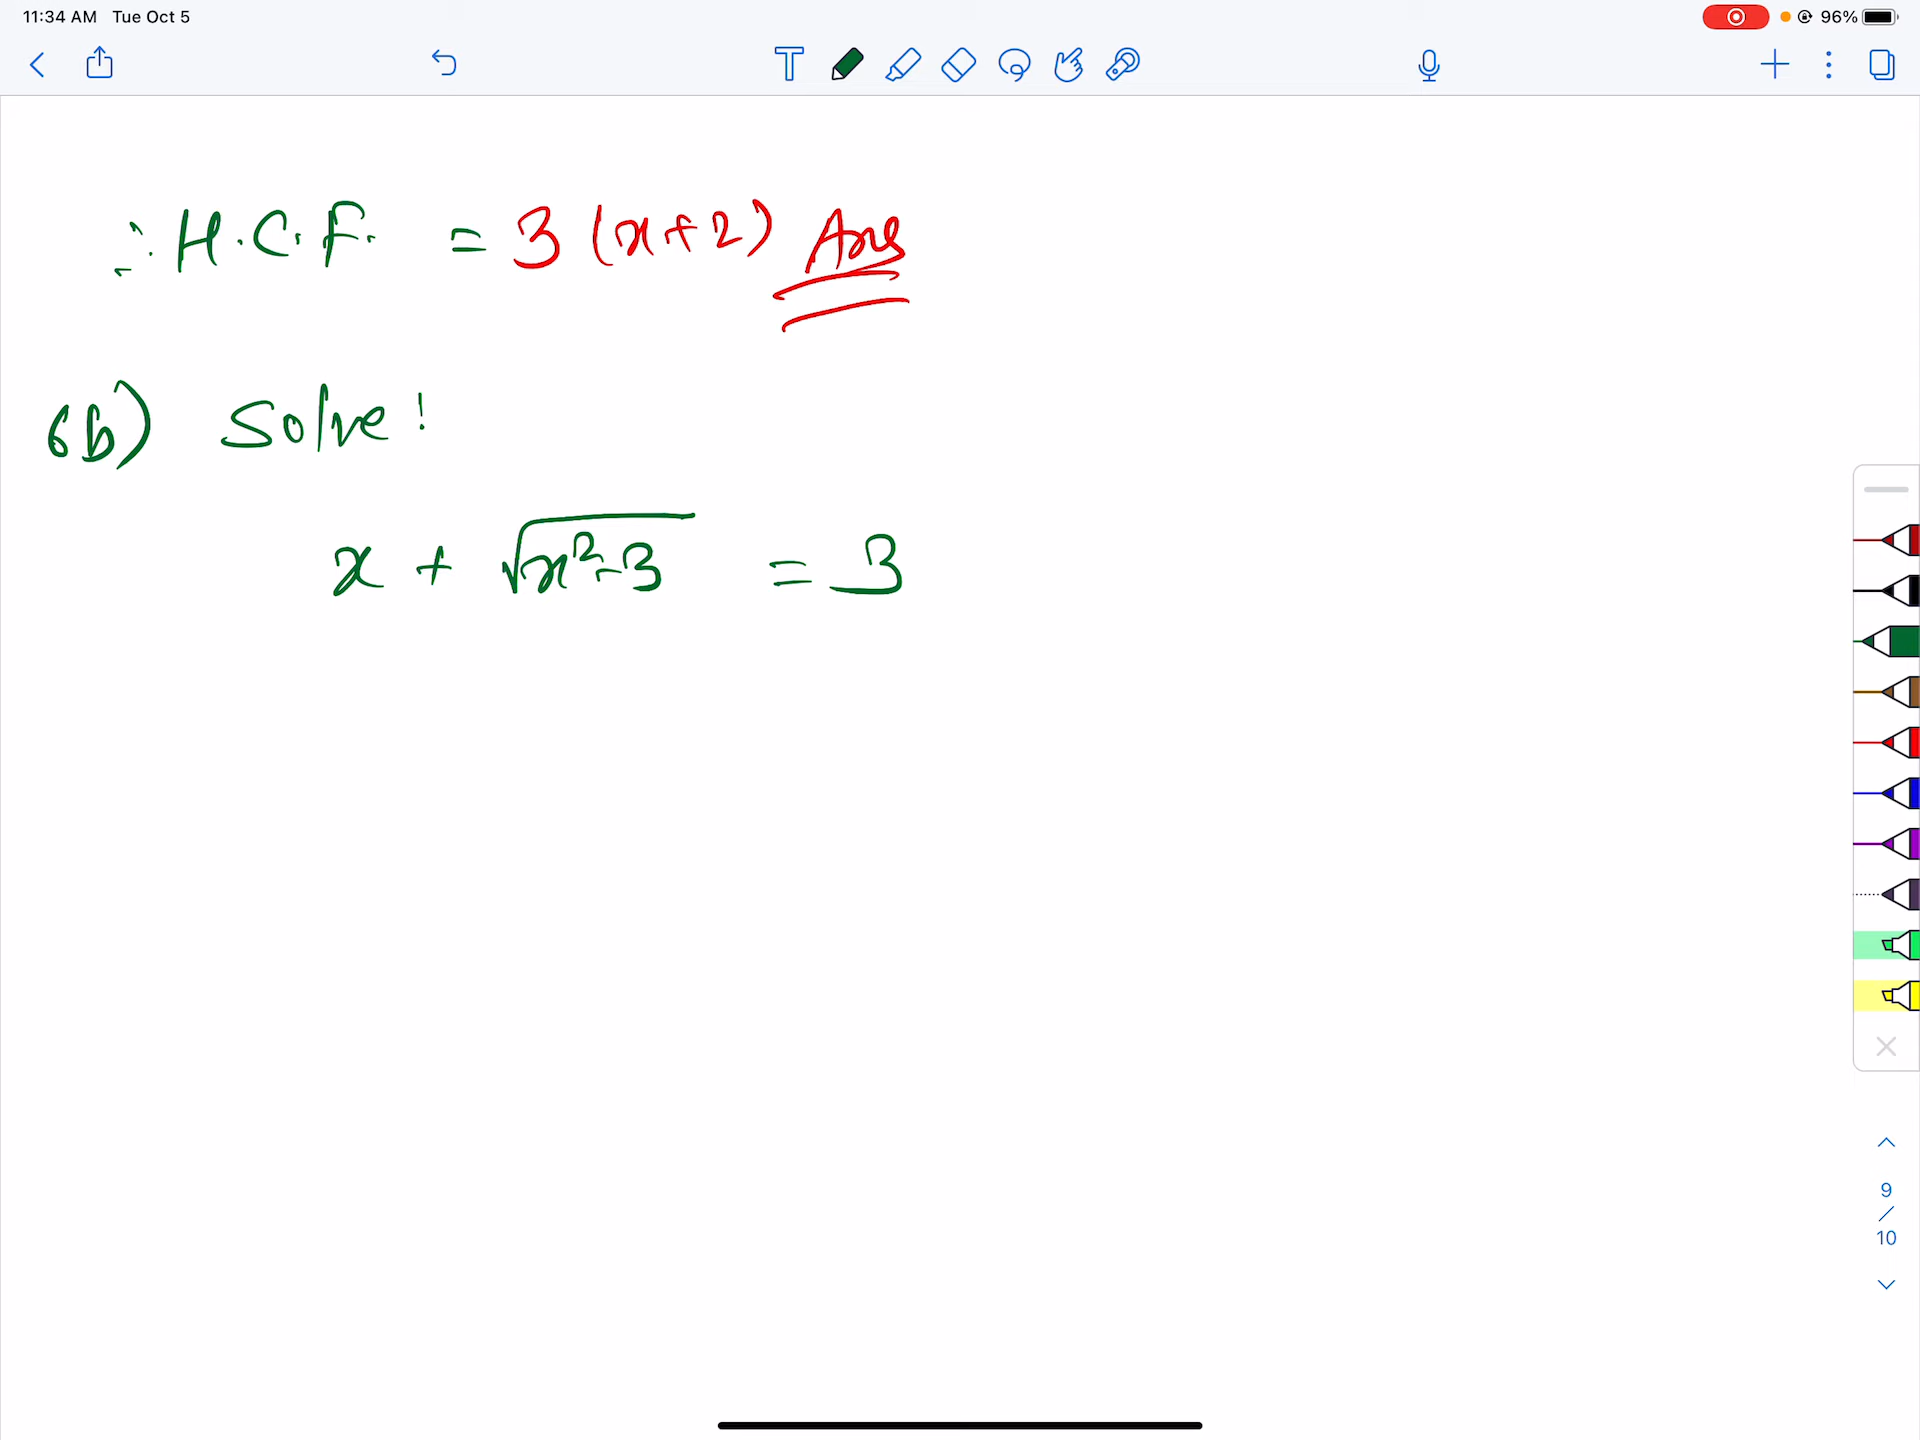 11:34 AM Tue Oct 5 96%
∴ H.C.F. = 3 (x+2) Ans
6b) Solve :
x + √x²-3 = 3
9
/
10